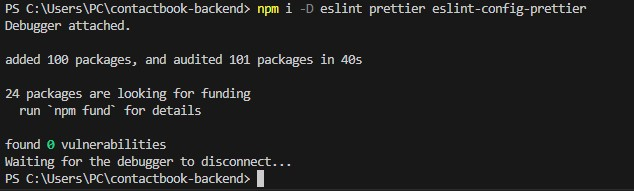 PS C:\Users\PC\contactbook-backend> npm i -D eslint prettier eslint-config-prettier
Debugger attached.
added 100 packages, and audited 101 packages in 40s
24 packages are looking for funding
  run `npm fund` for details
found 0 vulnerabilities
Waiting for the debugger to disconnect...
PS C:\Users\PC\contactbook-backend>